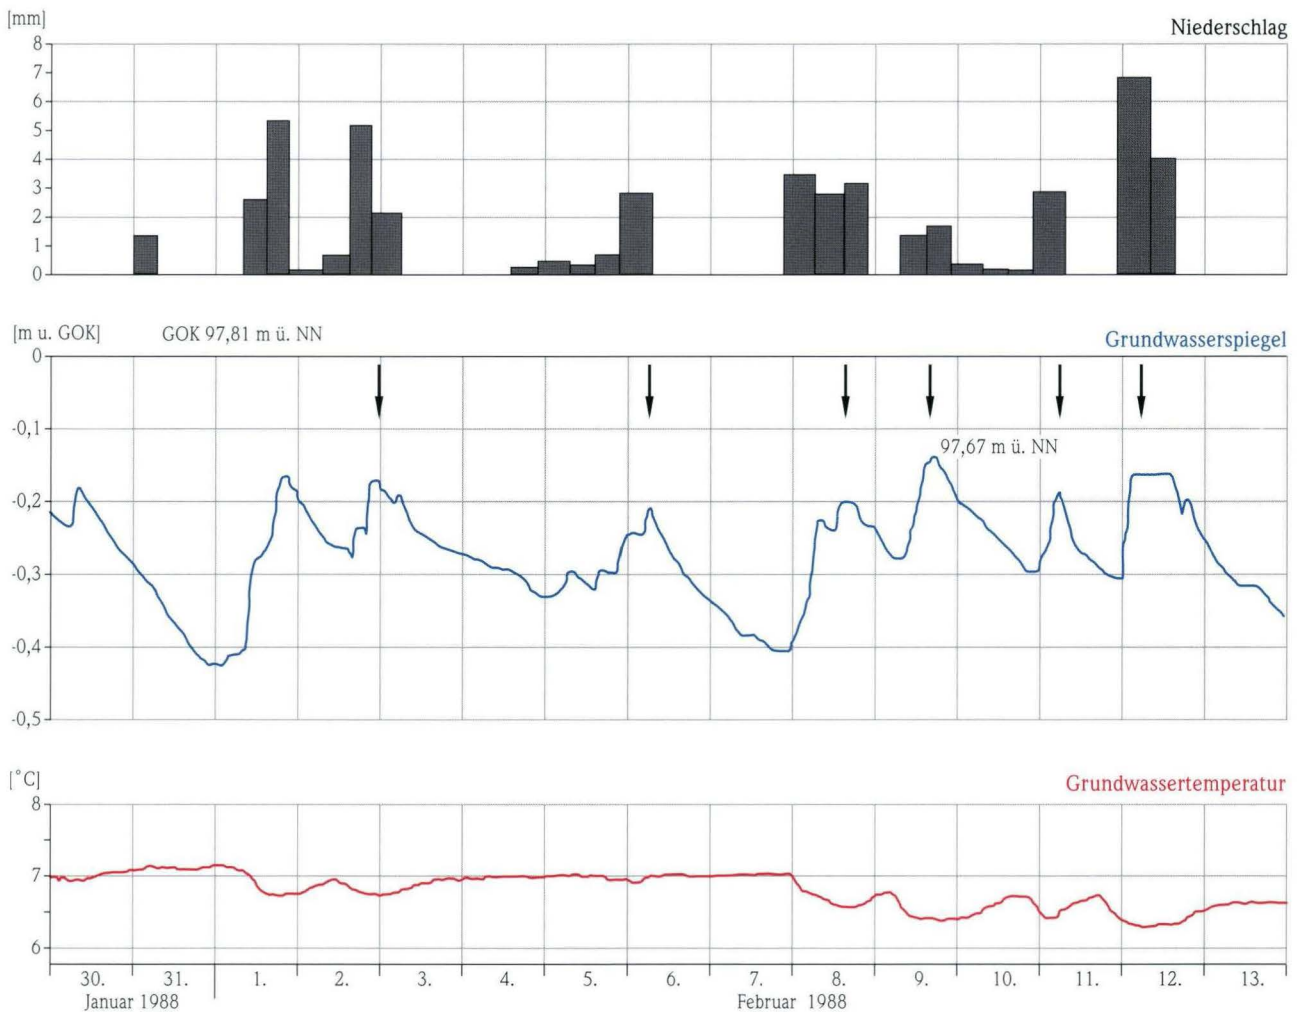 [mm]
Niederschlag
8
7
6
5
4
3
2
1
0
[m u. GOK]
GOK 97,81 m ü. NN
Grundwasserspiegel
0
-0,1
97,67 m ü. NN
-0,2
-0,3
-0,4
-0,5
[°C]
Grundwassertemperatur
8
7
6
30. 31. 1. 2. 3. 4. 5. 6. 7. 8. 9. 10. 11. 12. 13.
Januar 1988 Februar 1988